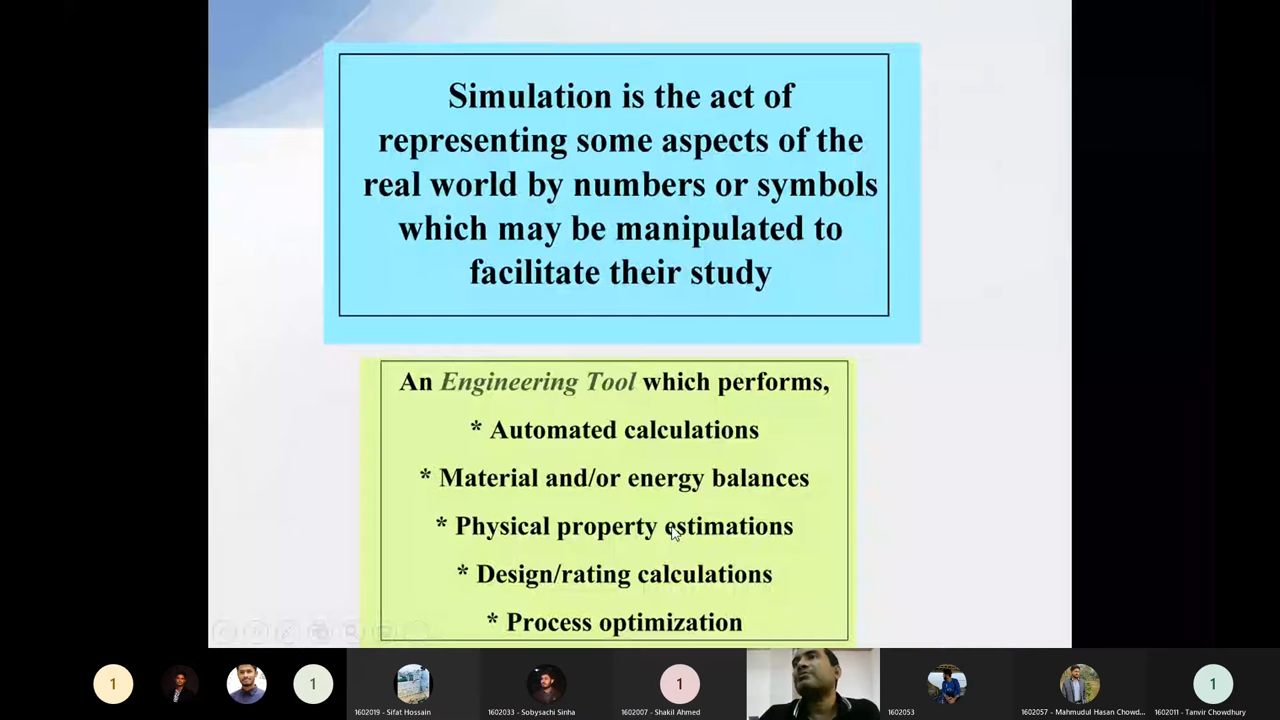 Simulation is the act of
representing some aspects of the
real world by numbers or symbols
which may be manipulated to
facilitate their study
An Engineering Tool which performs,
* Automated calculations
* Material and/or energy balances
* Physical property estimations
* Design/rating calculations
* Process optimization
1
1
1
1
1602019 - Sifat Hossain
1602033 - Sobysachi Sinha
1602007 - Shakil Ahmed
1602053
1602057 - Mahmudul Hasan Chowd...
1602011 - Tanvir Chowdhury